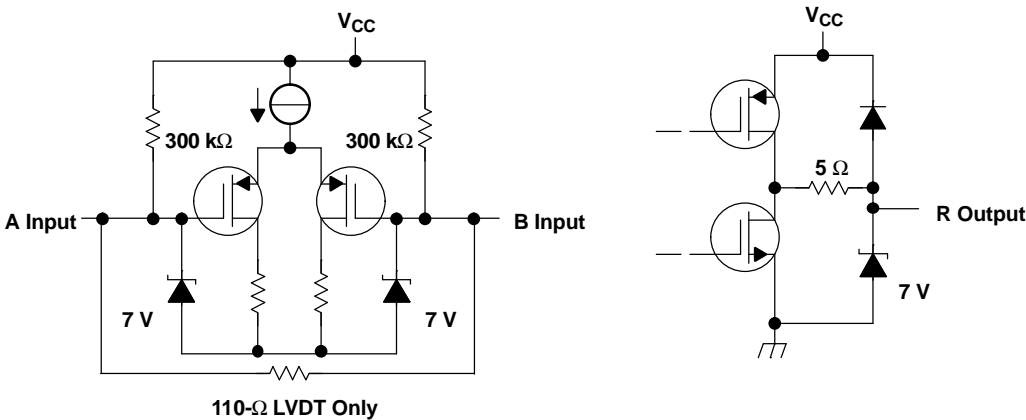 VCC
300 kΩ
300 kΩ
A Input
B Input
7 V
7 V
110-Ω LVDT Only
VCC
5 Ω
R Output
7 V